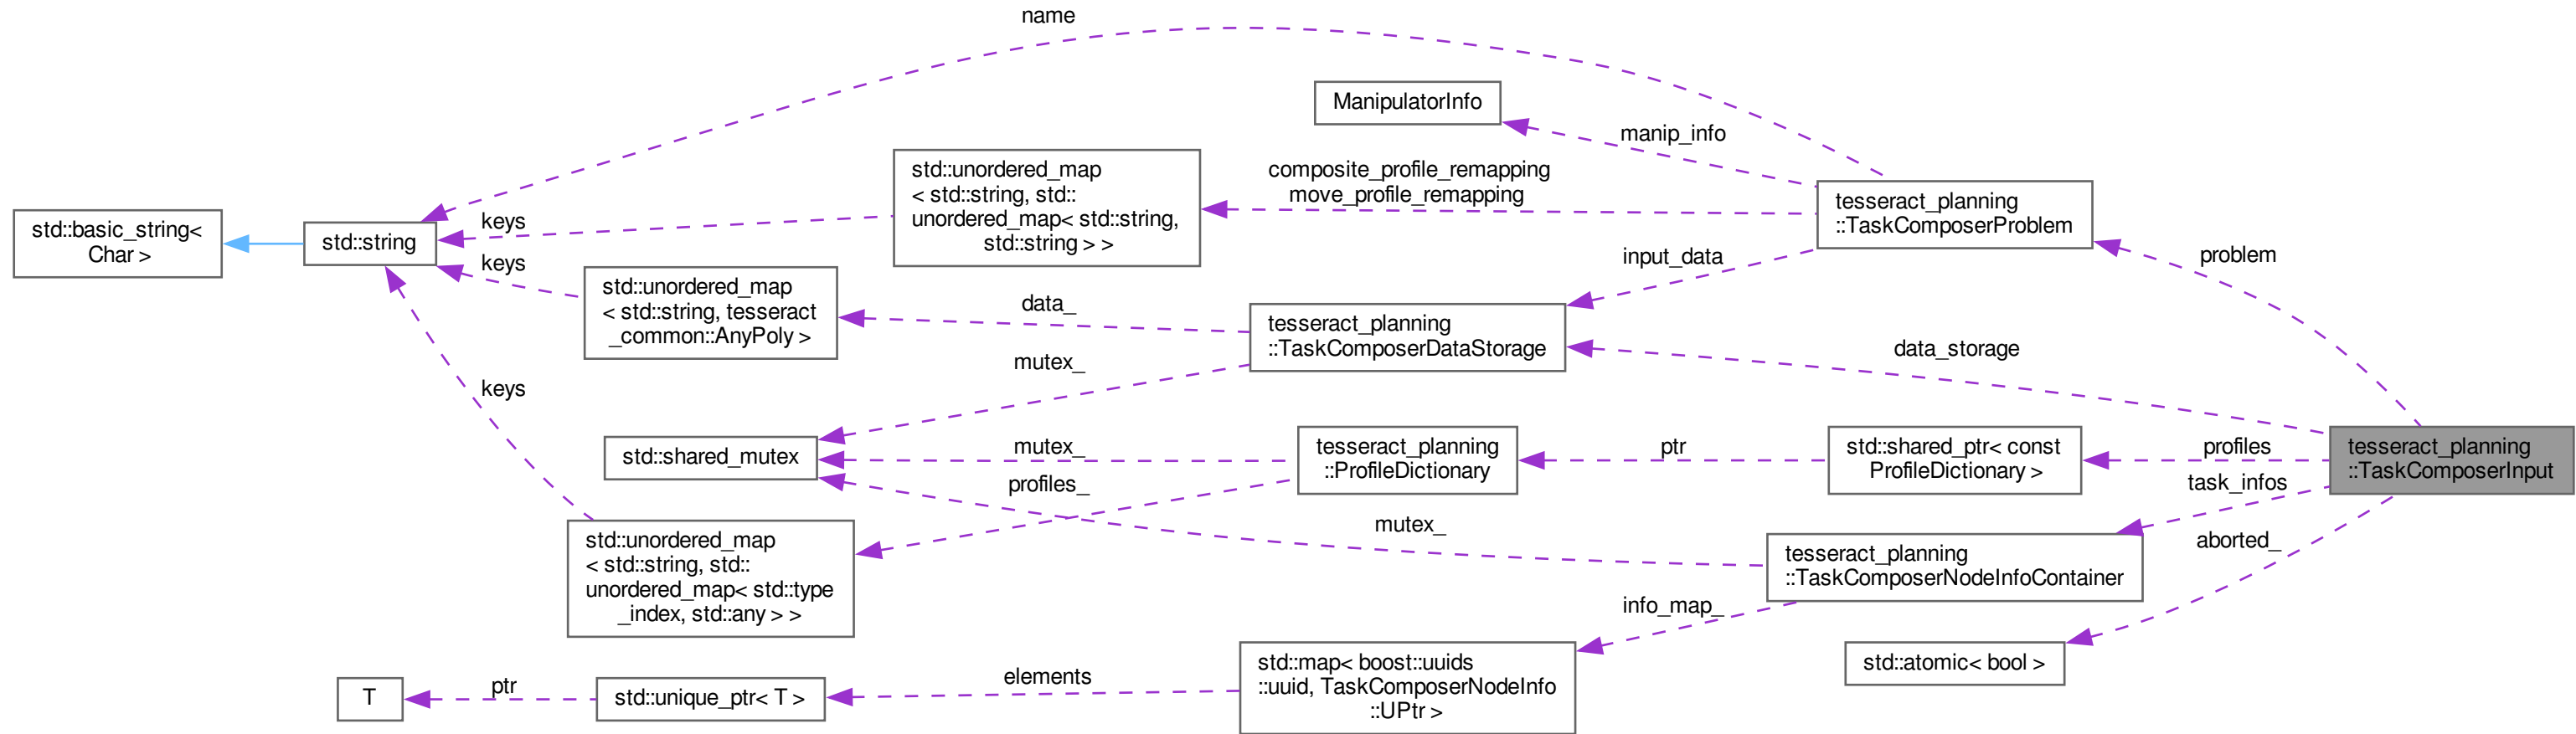 name
ManipulatorInfo
manip_info
std::unordered_map
< std::string, std::
unordered_map< std::string,
std::string > >
composite_profile_remapping
move_profile_remapping
tesseract_planning
::TaskComposerProblem
std::basic_string<
Char >
std::string
keys
keys
input_data
problem
std::unordered_map
< std::string, tesseract
_common::AnyPoly >
data_
tesseract_planning
::TaskComposerDataStorage
data_storage
mutex_
keys
std::shared_mutex
mutex_
tesseract_planning
::ProfileDictionary
ptr
std::shared_ptr< const
ProfileDictionary >
profiles
tesseract_planning
::TaskComposerInput
profiles_
task_infos
mutex_
aborted_
std::unordered_map
< std::string, std::
unordered_map< std::type
_index, std::any > >
tesseract_planning
::TaskComposerNodeInfoContainer
info_map_
std::atomic< bool >
T
ptr
std::unique_ptr< T >
elements
std::map< boost::uuids
::uuid, TaskComposerNodeInfo
::UPtr >